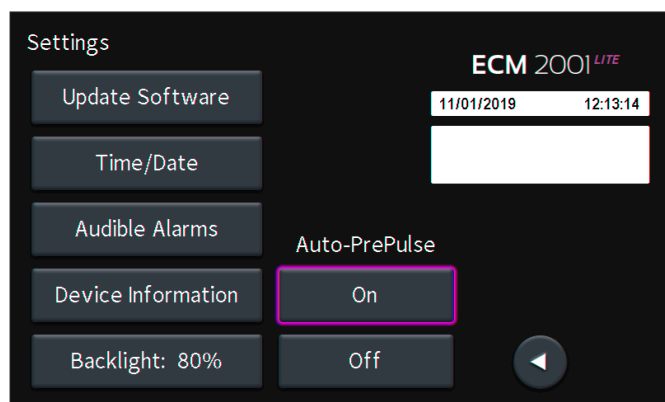 Settings
ECM 2001 LITE
Update Software
11/01/2019 12:13:14
Time/Date
Audible Alarms
Auto-PrePulse
Device Information
On
Backlight: 80%
Off